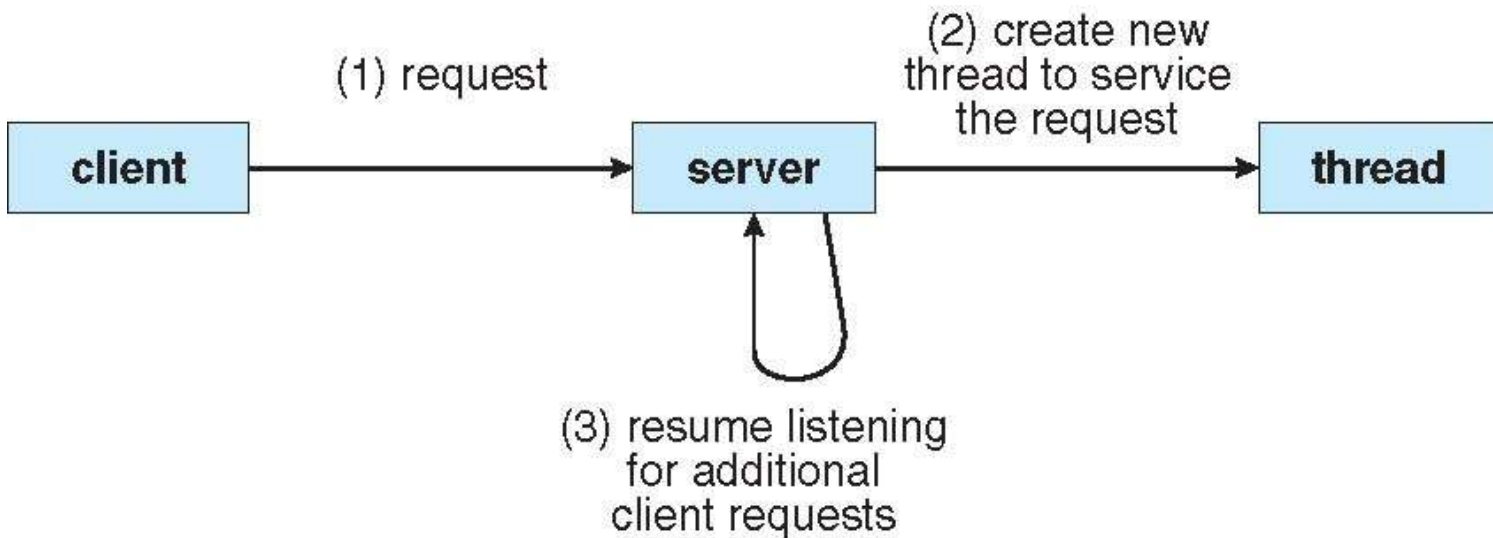 (1) request
(2) create new
thread to service
the request
client
server
thread
(3) resume listening
for additional
client requests